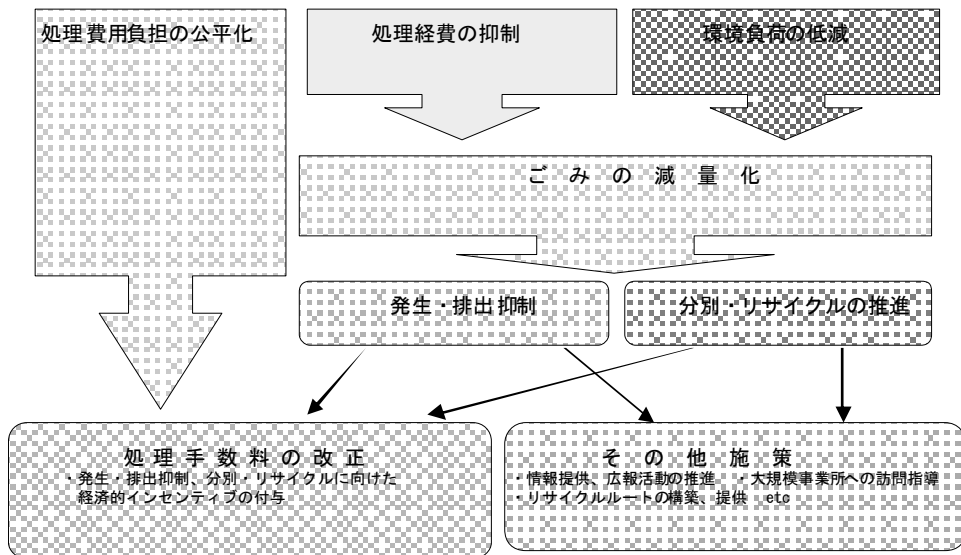 処理費用負担の公平化
処理経費の抑制
環境負荷の低減
ごみの減量化
発生・排出抑制
分別・リサイクルの推進
処理手数料の改正
・発生・排出抑制、分別・リサイクルに向けた
経済的インセンティブの付与
その他施策
・情報提供、広報活動の推進　・大規模事業所への訪問指導
・リサイクルルートの構築、提供　etc